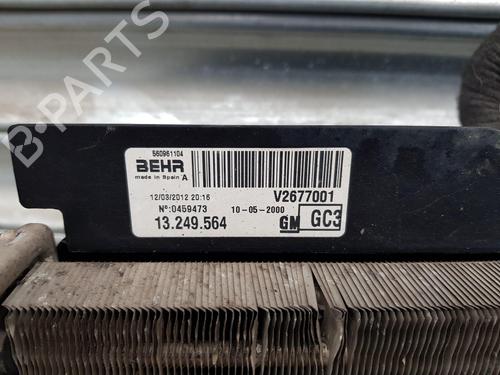 560961104
BEHR
made in Spain A
12/03/2012 20:16
V2677001
Nº:0459473
10-05-2000
13.249.564
GM
GC3